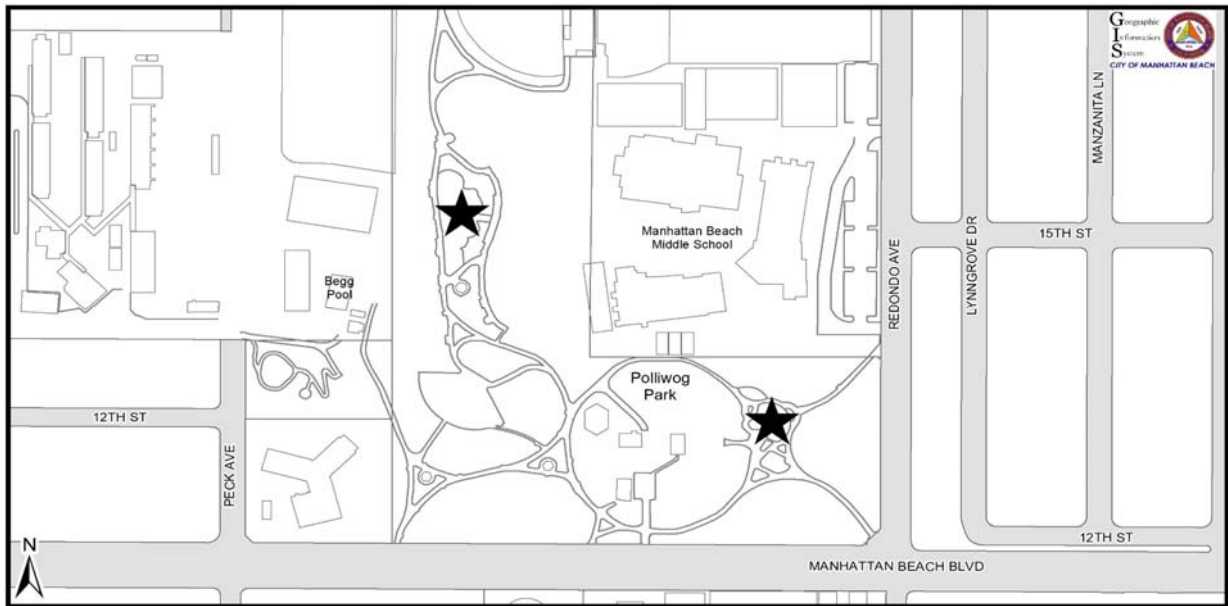 Geographic
Information
System
CITY OF MANHATTAN BEACH
MANZANITA LN
15TH ST
Manhattan Beach
Middle School
REDONDO AVE
LYNNGROVE DR
Begg
Pool
Polliwog
Park
12TH ST
PECK AVE
12TH ST
N
MANHATTAN BEACH BLVD